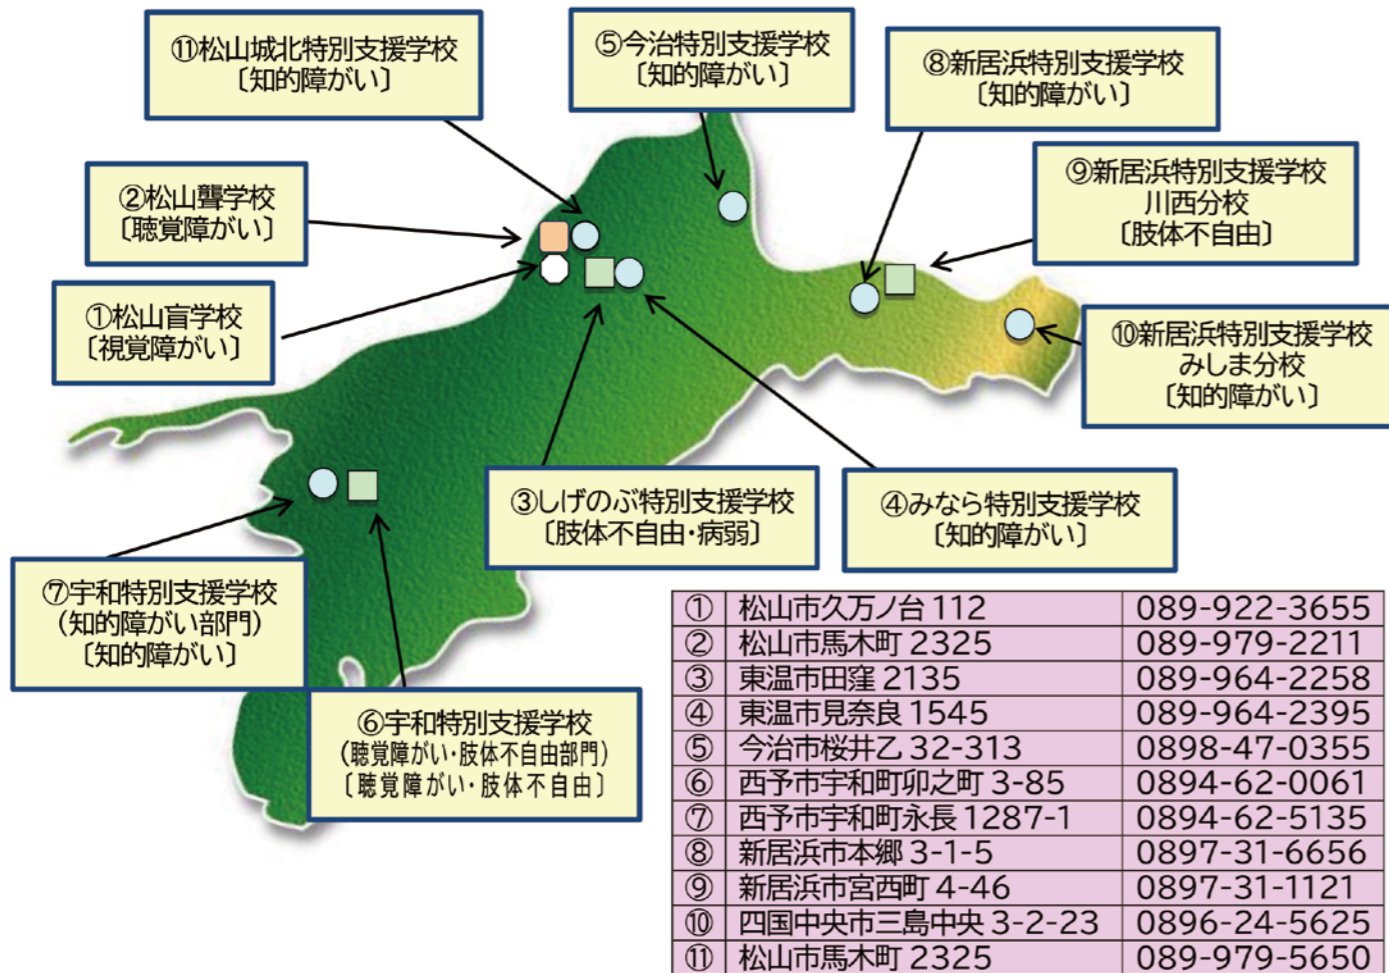 ⑪松山城北特別支援学校
〔知的障がい〕
⑤今治特別支援学校
〔知的障がい〕
⑧新居浜特別支援学校
〔知的障がい〕
②松山聾学校
〔聴覚障がい〕
⑨新居浜特別支援学校
川西分校
〔肢体不自由〕
①松山盲学校
〔視覚障がい〕
⑩新居浜特別支援学校
みしま分校
〔知的障がい〕
③しげのぶ特別支援学校
〔肢体不自由・病弱〕
④みなら特別支援学校
〔知的障がい〕
⑦宇和特別支援学校
(知的障がい部門)
〔知的障がい〕
⑥宇和特別支援学校
(聴覚障がい・肢体不自由部門)
〔聴覚障がい・肢体不自由〕
① 松山市久万ノ台 112 089-922-3655
② 松山市馬木町 2325 089-979-2211
③ 東温市田窪 2135 089-964-2258
④ 東温市見奈良 1545 089-964-2395
⑤ 今治市桜井乙 32-313 0898-47-0355
⑥ 西予市宇和町卯之町 3-85 0894-62-0061
⑦ 西予市宇和町永長 1287-1 0894-62-5135
⑧ 新居浜市本郷 3-1-5 0897-31-6656
⑨ 新居浜市宮西町 4-46 0897-31-1121
⑩ 四国中央市三島中央 3-2-23 0896-24-5625
⑪ 松山市馬木町 2325 089-979-5650